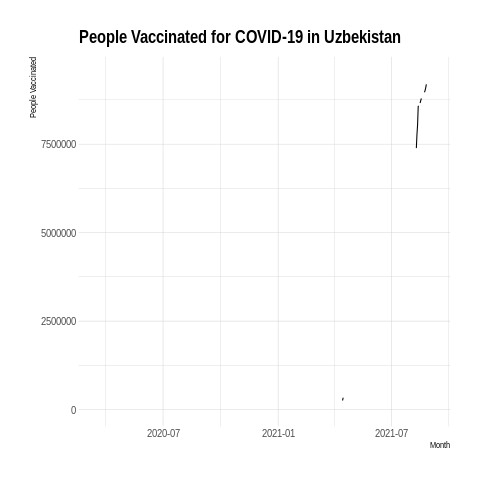 People Vaccinated for COVID-19 in Uzbekistan
People Vaccinated
7500000
5000000
2500000
0
2020-07
2021-01
2021-07
Month